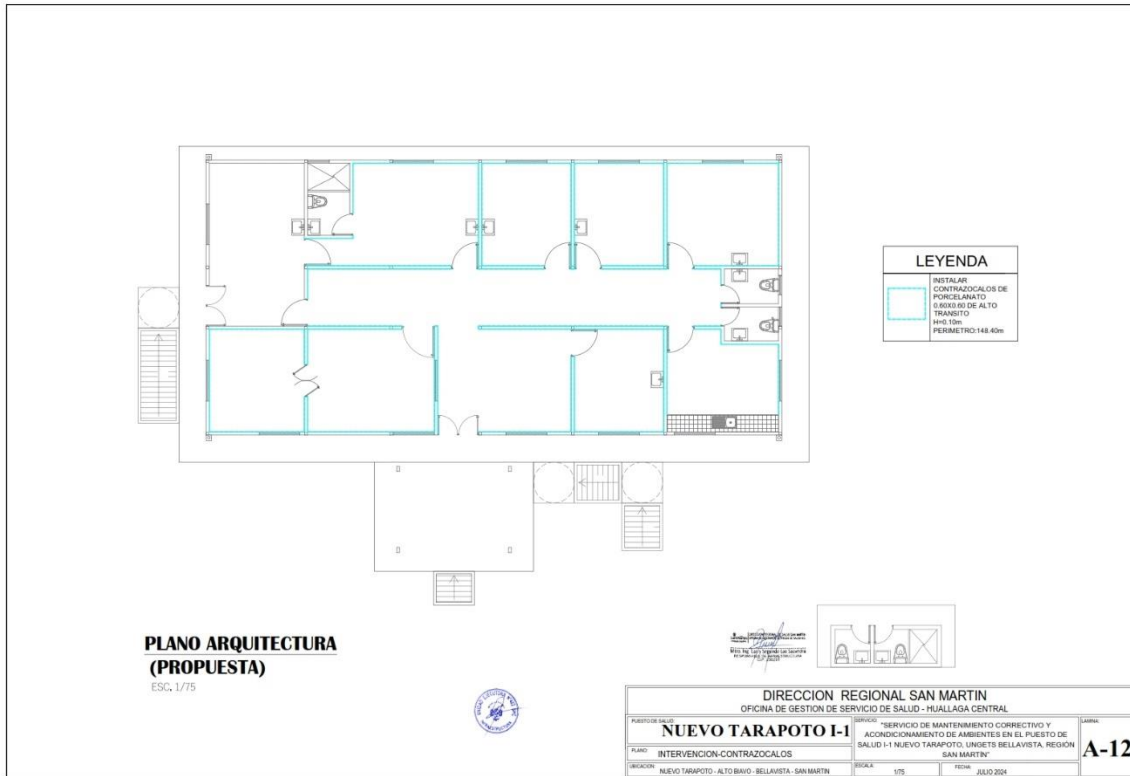 LEYENDA
INSTALAR
CONTRAZOCALOS DE
PORCELANATO
0.60X0.60 DE ALTO
TRANSITO
H=0.10m
PERIMETRO:148.40m
PLANO ARQUITECTURA
(PROPUESTA)
ESC, 1/75
DIRECCION REGIONAL SAN MARTIN
OFICINA DE GESTION DE SERVICIO DE SALUD - HUALLAGA CENTRAL
PUESTO DE SALUD:
NUEVO TARAPOTO I-1
PLANO:
INTERVENCION-CONTRAZOCALOS
UBICACION:
NUEVO TARAPOTO - ALTO BIAVO - BELLAVISTA - SAN MARTIN
SERVICIO:
"SERVICIO DE MANTENIMIENTO CORRECTIVO Y
ACONDICIONAMIENTO DE AMBIENTES EN EL PUESTO DE
SALUD I-1 NUEVO TARAPOTO, UNGETS BELLAVISTA, REGIÓN
SAN MARTÍN"
ESCALA:
1/75
FECHA:
JULIO 2024
LAMINA:
A-12